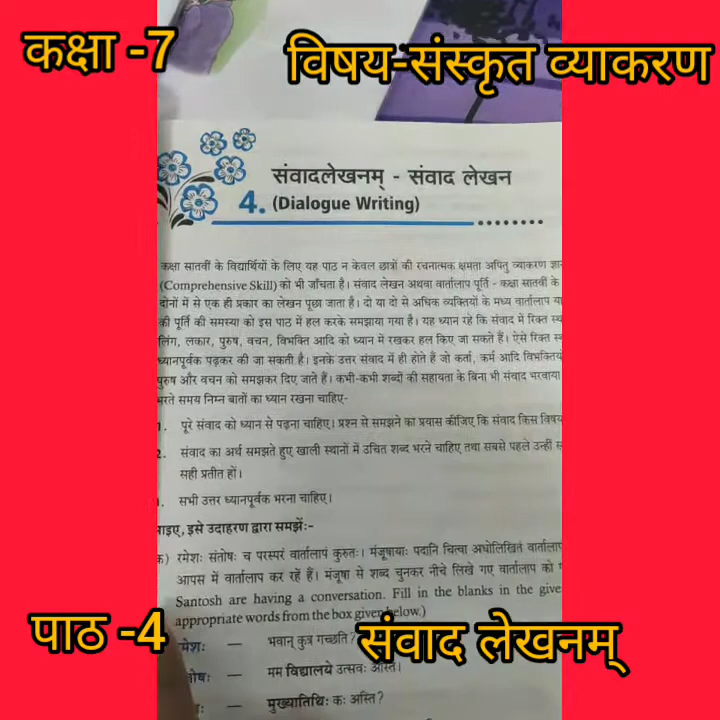 कक्षा -7
विषय-संस्कृत व्याकरण
संवादलेखनम् - संवाद लेखन
4. (Dialogue Writing)
कक्षा सातवीं के विद्यार्थियों के लिए यह पाठ न केवल छात्रों की रचनात्मक क्षमता अपितु व्याकरण
(Comprehensive Skill) को भी जाँचता है। संवाद लेखन अथवा वार्तालाप पूर्ति - कक्षा सातवीं के
दोनों में से एक ही प्रकार का लेखन पूछा जाता है। दो या दो से अधिक व्यक्तियों के मध्य वार्तालाप या
की पूर्ति की समस्या को इस पाठ में हल करके समझाया गया है। यह ध्यान रहे कि संवाद में रिक्त
लिंग, लकार, पुरुष, वचन, विभक्ति आदि को ध्यान में रखकर हल किए जा सकते हैं। ऐसे रिक्त
ध्यानपूर्वक पढ़कर की जा सकती है। इनके उत्तर संवाद में ही होते हैं जो कर्ता, कर्म आदि
पुरुष और वचन को समझकर दिए जाते हैं। कभी-कभी शब्दों की सहायता के बिना भी संवाद भरवाया
भरते समय निम्न बातों का ध्यान रखना चाहिए-
1. पूरे संवाद को ध्यान से पढ़ना चाहिए। प्रश्न से समझने का प्रयास कीजिए कि संवाद किस
2. संवाद का अर्थ समझते हुए खाली स्थानों में उचित शब्द भरने चाहिए तथा सबसे पहले उन्हीं
सही प्रतीत हों।
सभी उत्तर ध्यानपूर्वक भरना चाहिए।
इसे उदाहरण द्वारा समझें:-
रमेशः संतोषः च परस्परं वार्तालापं कुरुतः। मंजूषायाः पदानि चित्वा अधोलिखितं
आपस में वार्तालाप कर रहें हैं। मंजूषा से शब्द चुनकर नीचे लिखे गए वार्तालाप को
Santosh are having a conversation. Fill in the blanks in the
appropriate words from the box given below.)
— भवान् कुत्र गच्छति?
— मम विद्यालये उत्सवः अस्ति।
— मुख्यातिथिः कः अस्ति?
पाठ -4
संवाद लेखनम्